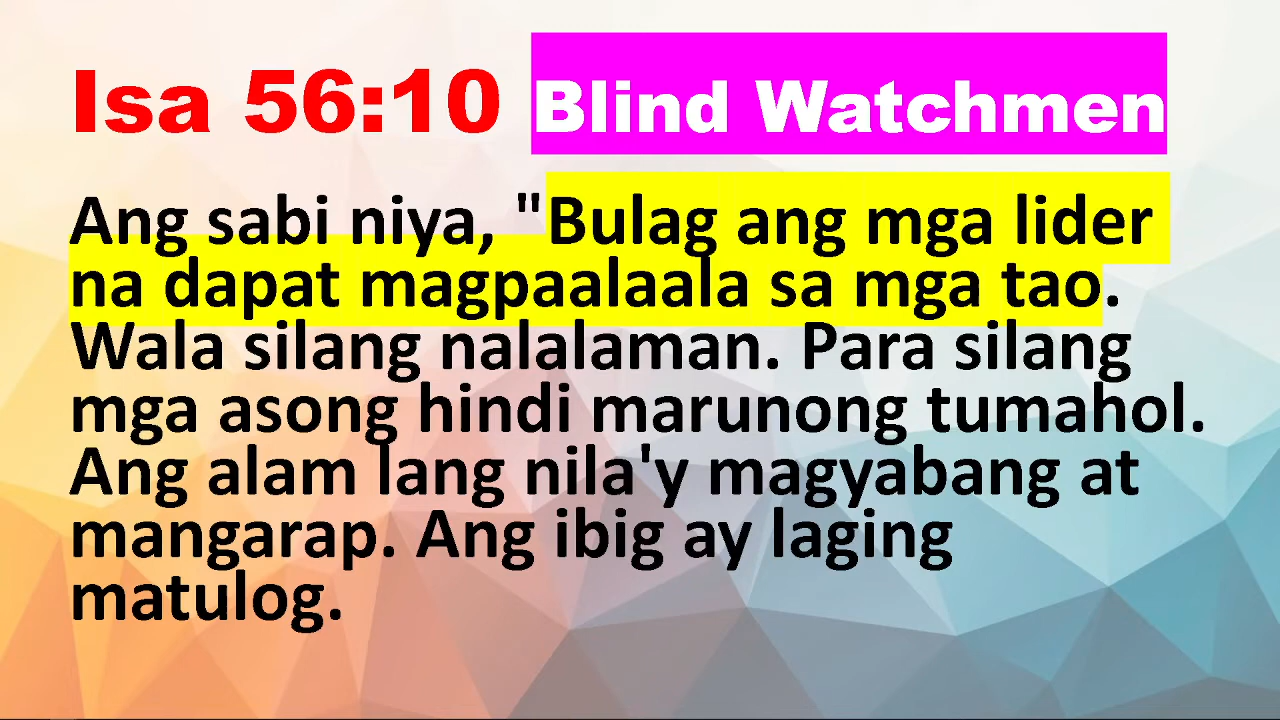 Isa 56:10 Blind Watchmen
Ang sabi niya, "Bulag ang mga lider
na dapat magpaalaala sa mga tao.
Wala silang nalalaman. Para silang
mga asong hindi marunong tumahol.
Ang alam lang nila'y magyabang at
mangarap. Ang ibig ay laging
matulog.